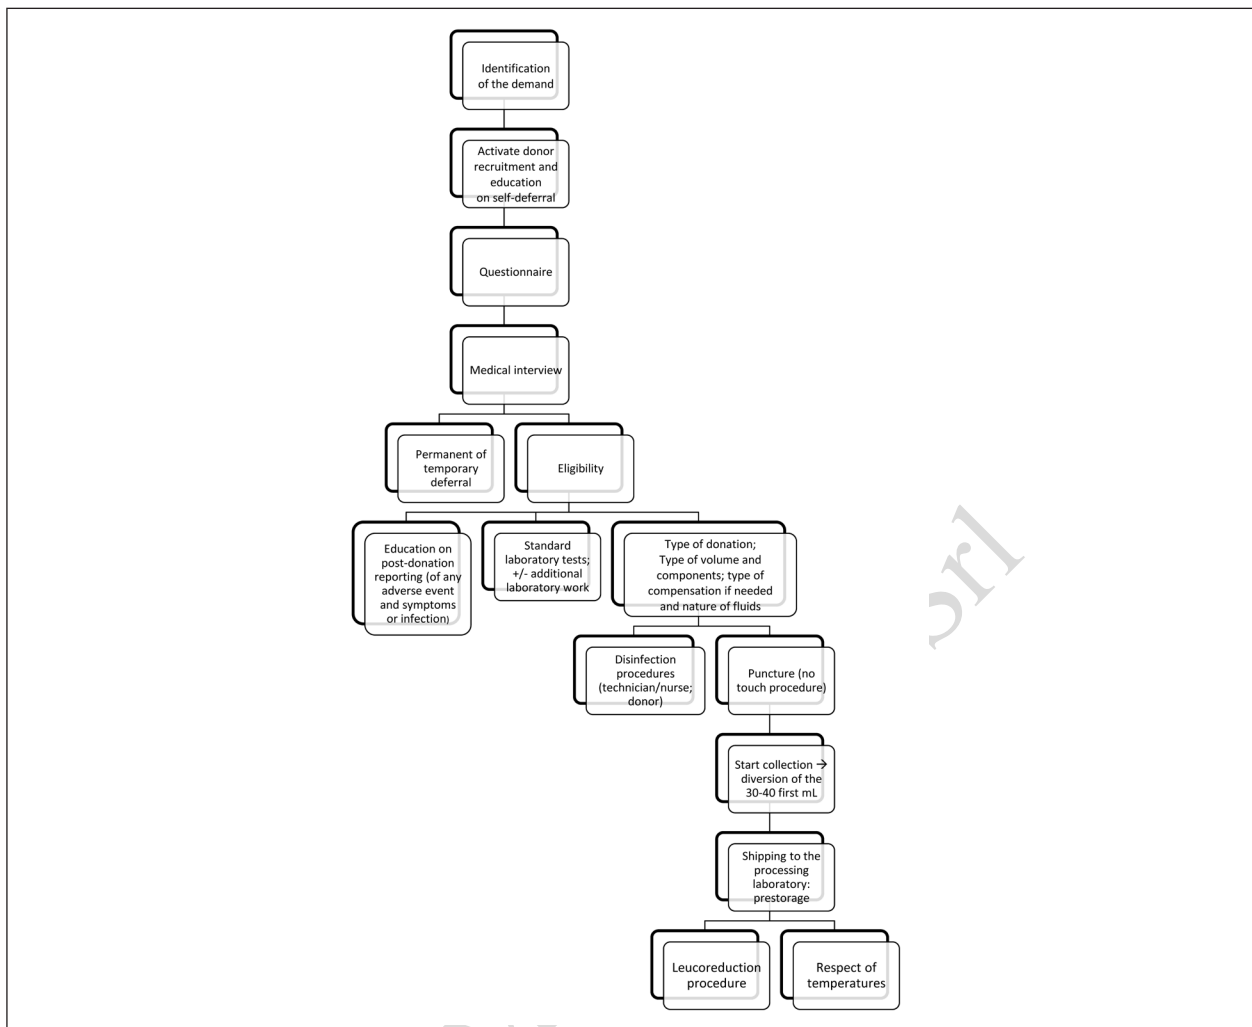 Identification
of the demand
Activate donor
recruitment and
education
on self-deferral
Questionnaire
Medical interview
Permanent of
temporary
deferral
Eligibility
Education on
post-donation
reporting (of any
adverse event
and symptoms
or infection)
Standard
laboratory tests;
+/- additional
laboratory work
Type of donation;
Type of volume and
components; type of
compensation if needed
and nature of fluids
Disinfection
procedures
(technician/nurse;
donor)
Puncture (no
touch procedure)
Start collection →
diversion of the
30-40 first mL
Shipping to the
processing
laboratory:
prestorage
Leucoreduction
procedure
Respect of
temperatures
Srl